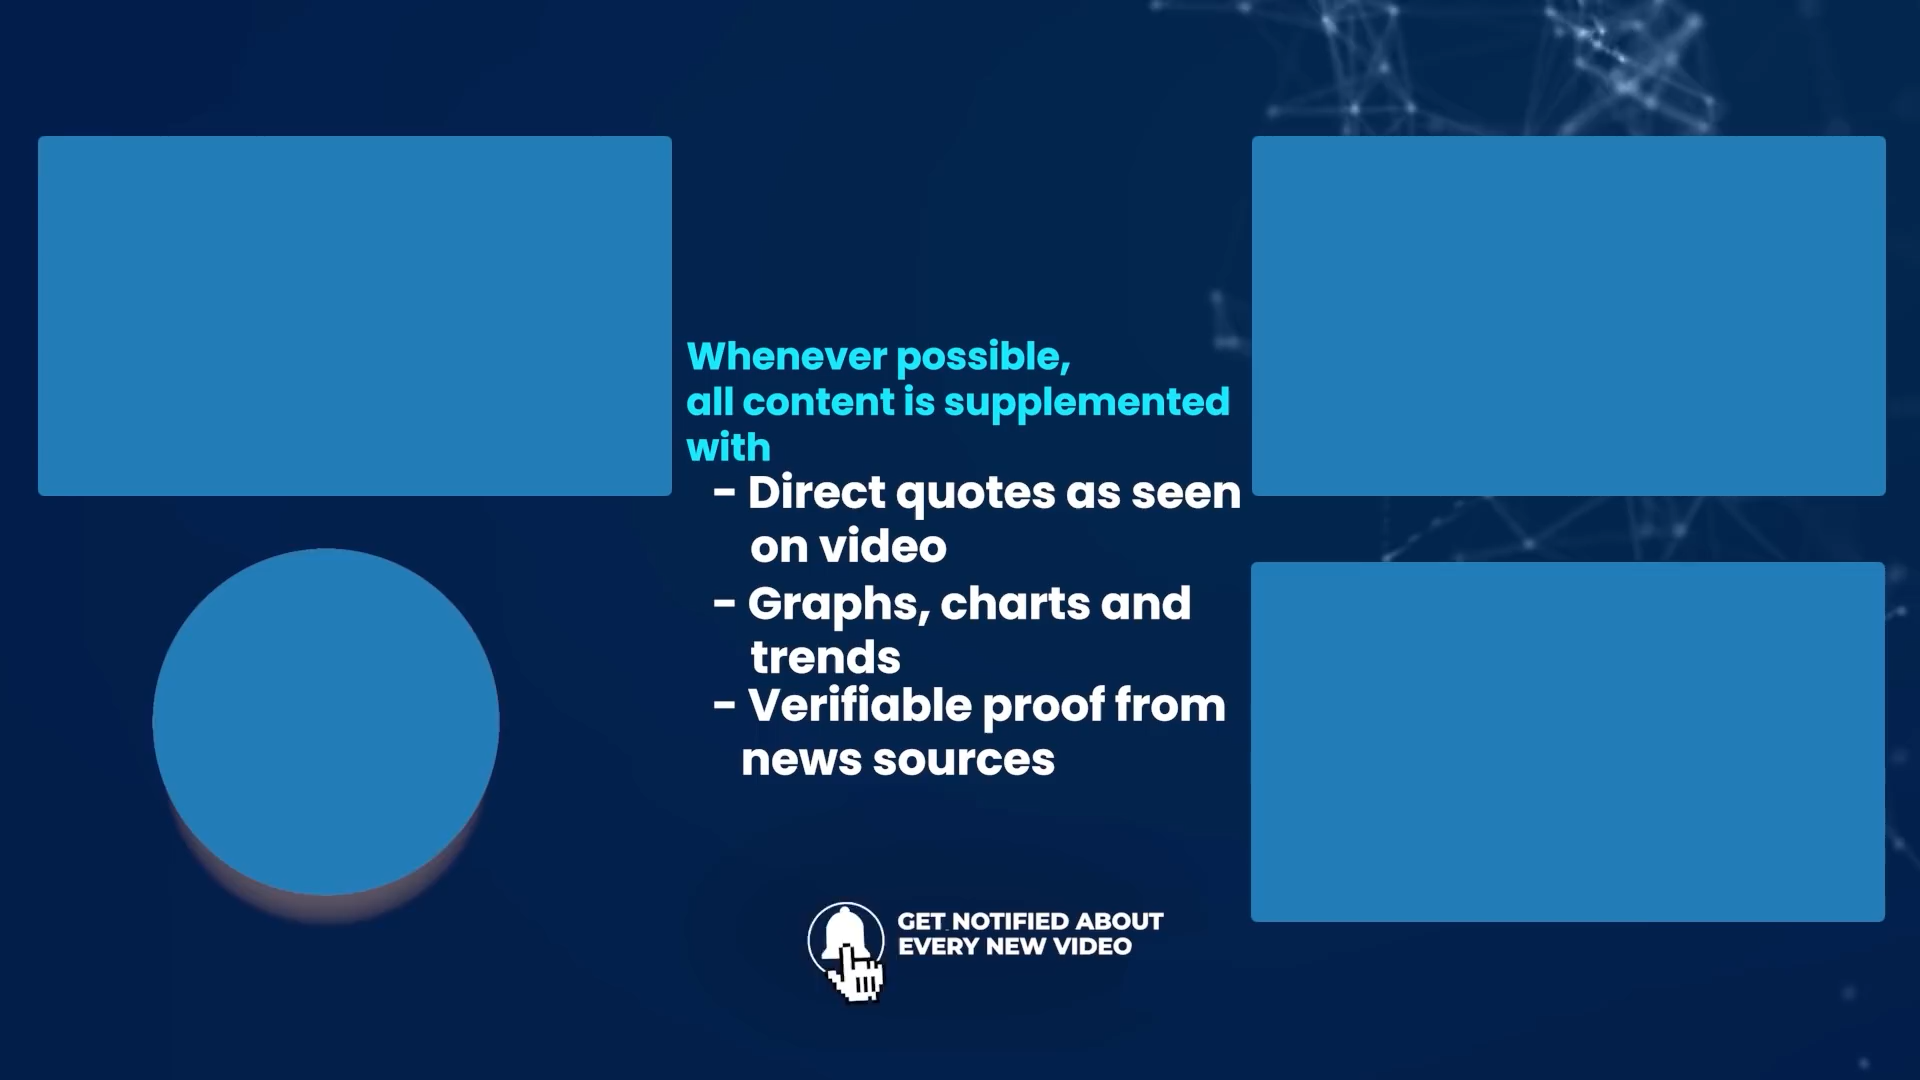 Whenever possible,
all content is supplemented
with
- Direct quotes as seen
on video
- Graphs, charts and
trends
- Verifiable proof from
news sources
GET NOTIFIED ABOUT
EVERY NEW VIDEO